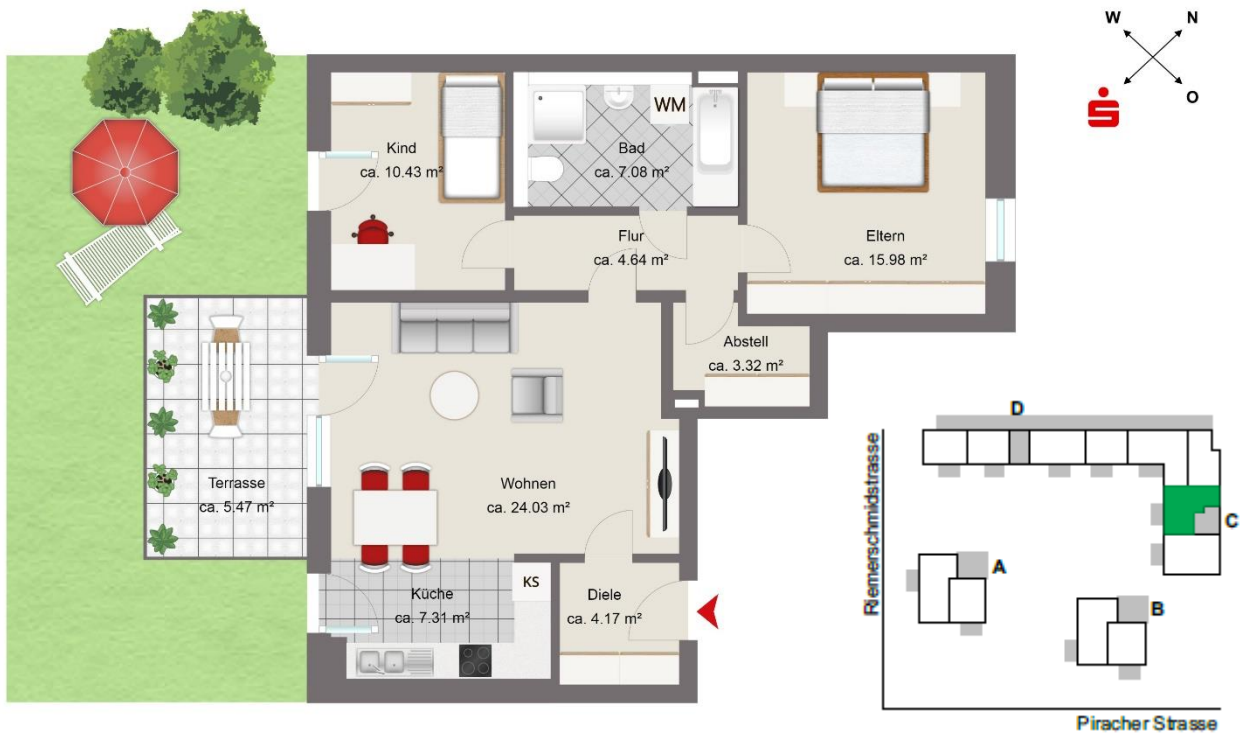 W N
O
Kind
ca. 10.43 m²
WM
Bad
ca. 7.08 m²
Flur
ca. 4.64 m²
Eltern
ca. 15.98 m²
Abstell
ca. 3.32 m²
Terrasse
ca. 5.47 m²
Wohnen
ca. 24.03 m²
Küche
ca. 7.31 m²
KS
Diele
ca. 4.17 m²
D
C
A
B
Riemerschmidstrasse
Piracher Strasse